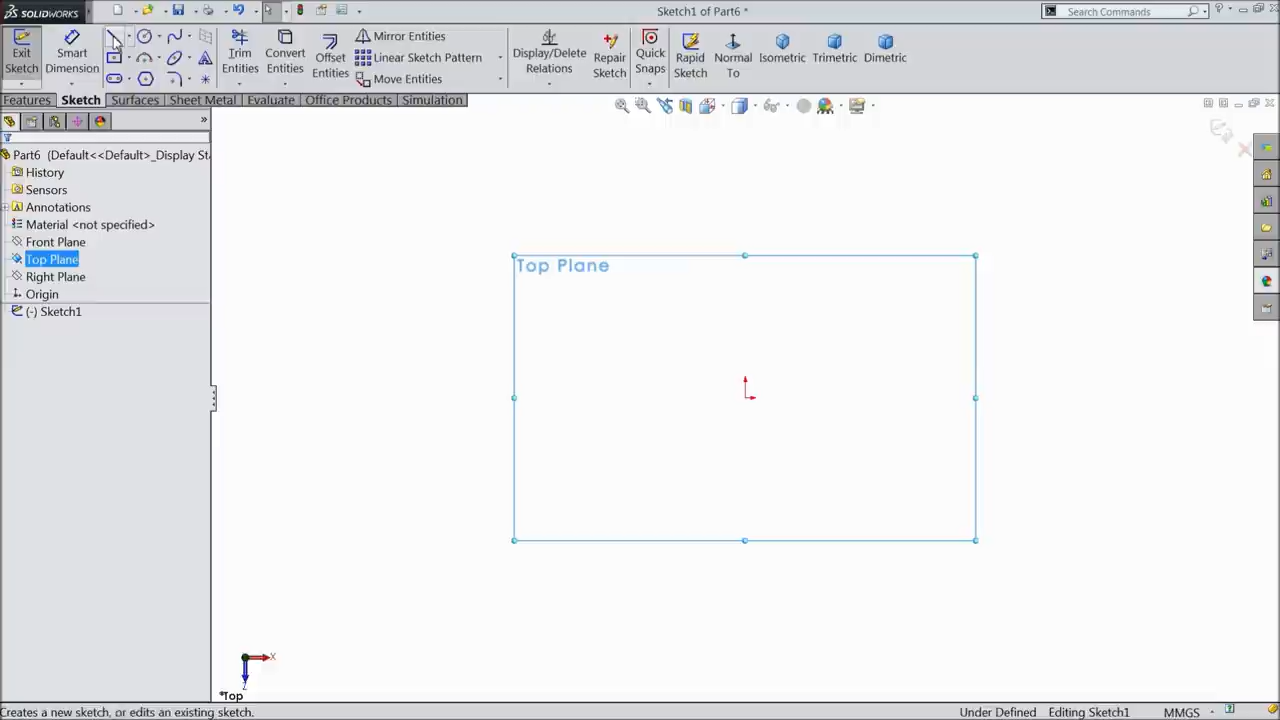 SOLIDWORKS
Sketch1 of Part6 *
Search Commands
Exit Sketch
Smart Dimension
Trim Entities
Convert Entities
Offset Entities
Mirror Entities
Linear Sketch Pattern
Move Entities
Display/Delete Relations
Repair Sketch
Quick Snaps
Rapid Sketch
Normal To
Isometric
Trimetric
Dimetric
Features Sketch Surfaces Sheet Metal Evaluate Office Products Simulation
Part6 (Default<<Default>_Display St
History
Sensors
Annotations
Material <not specified>
Front Plane
Top Plane
Right Plane
Origin
(-) Sketch1
Top Plane
X
Z
*Top
Creates a new sketch, or edits an existing sketch.
Under Defined Editing Sketch1 MMGS